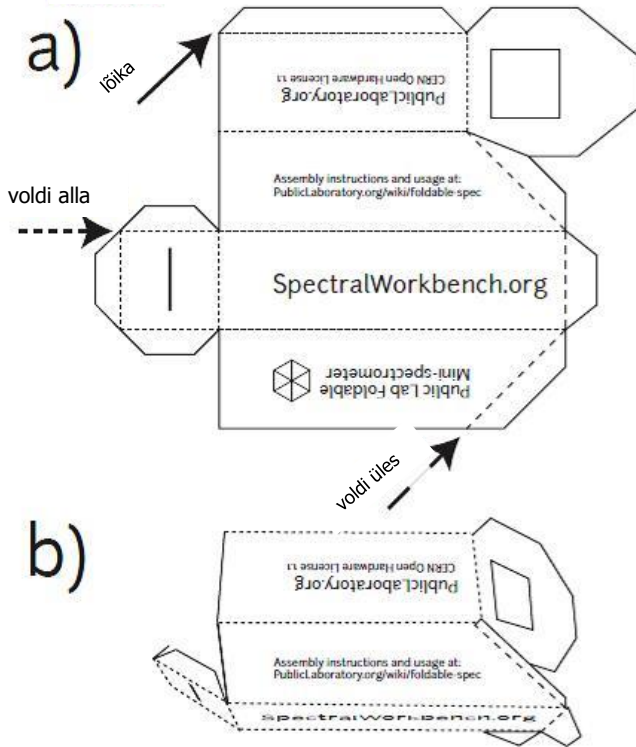 a)
lõika
PublicLaboratory.org
CERN Open Hardware License 1.1
Assembly instructions and usage at:
PublicLaboratory.org/wiki/foldable-spec
voldi alla
SpectralWorkbench.org
Public Lab Foldable
Mini-spectrometer
voldi üles
b)
PublicLaboratory.org
CERN Open Hardware License 1.1
Assembly instructions and usage at:
PublicLaboratory.org/wiki/foldable-spec
SpectralWorkbench.org